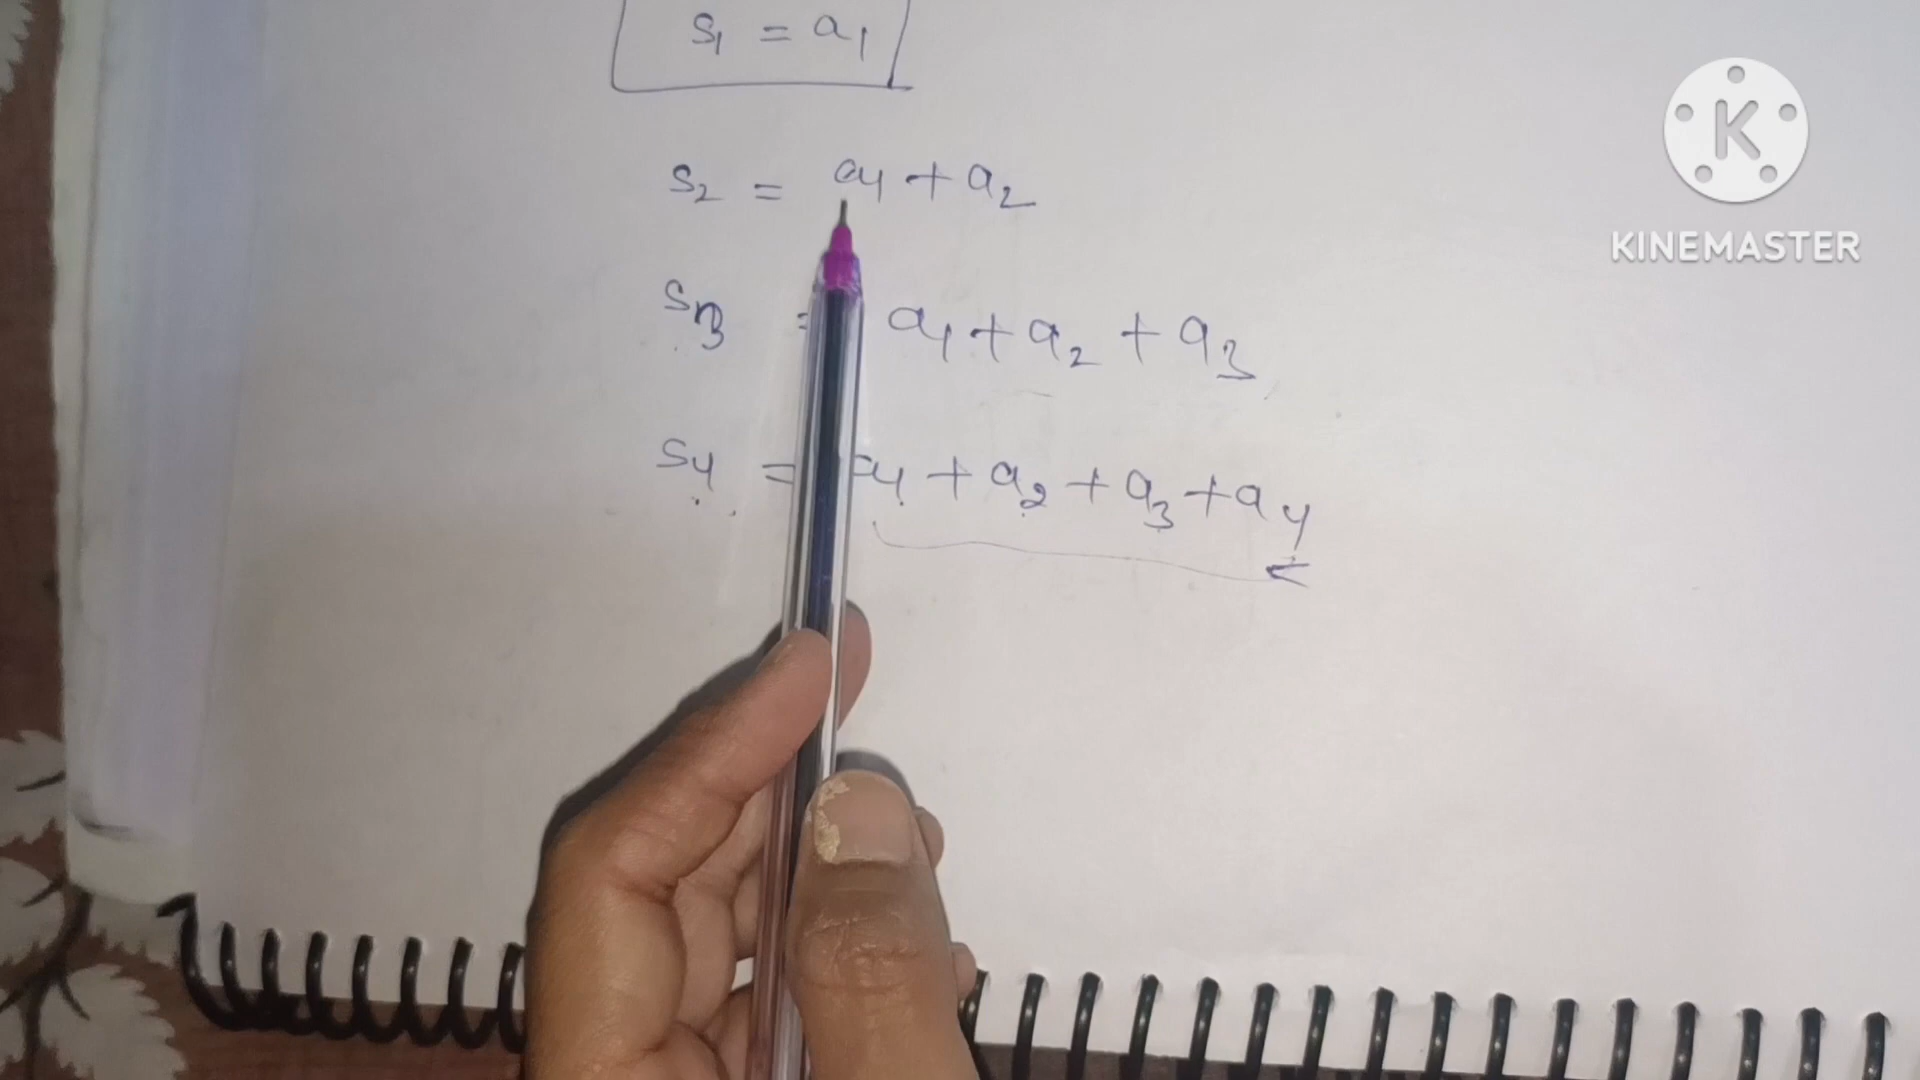 S1 = a1
S2 = a1 + a2
S3 = a1 + a2 + a3
S4 = a1 + a2 + a3 + a4
K
KINEMASTER